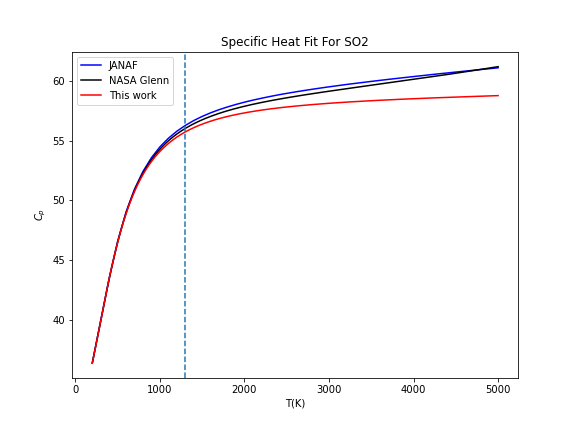 Specific Heat Fit For SO2
JANAF
NASA Glenn
This work
60
55
50
45
40
C_p
0 1000 2000 3000 4000 5000
T(K)